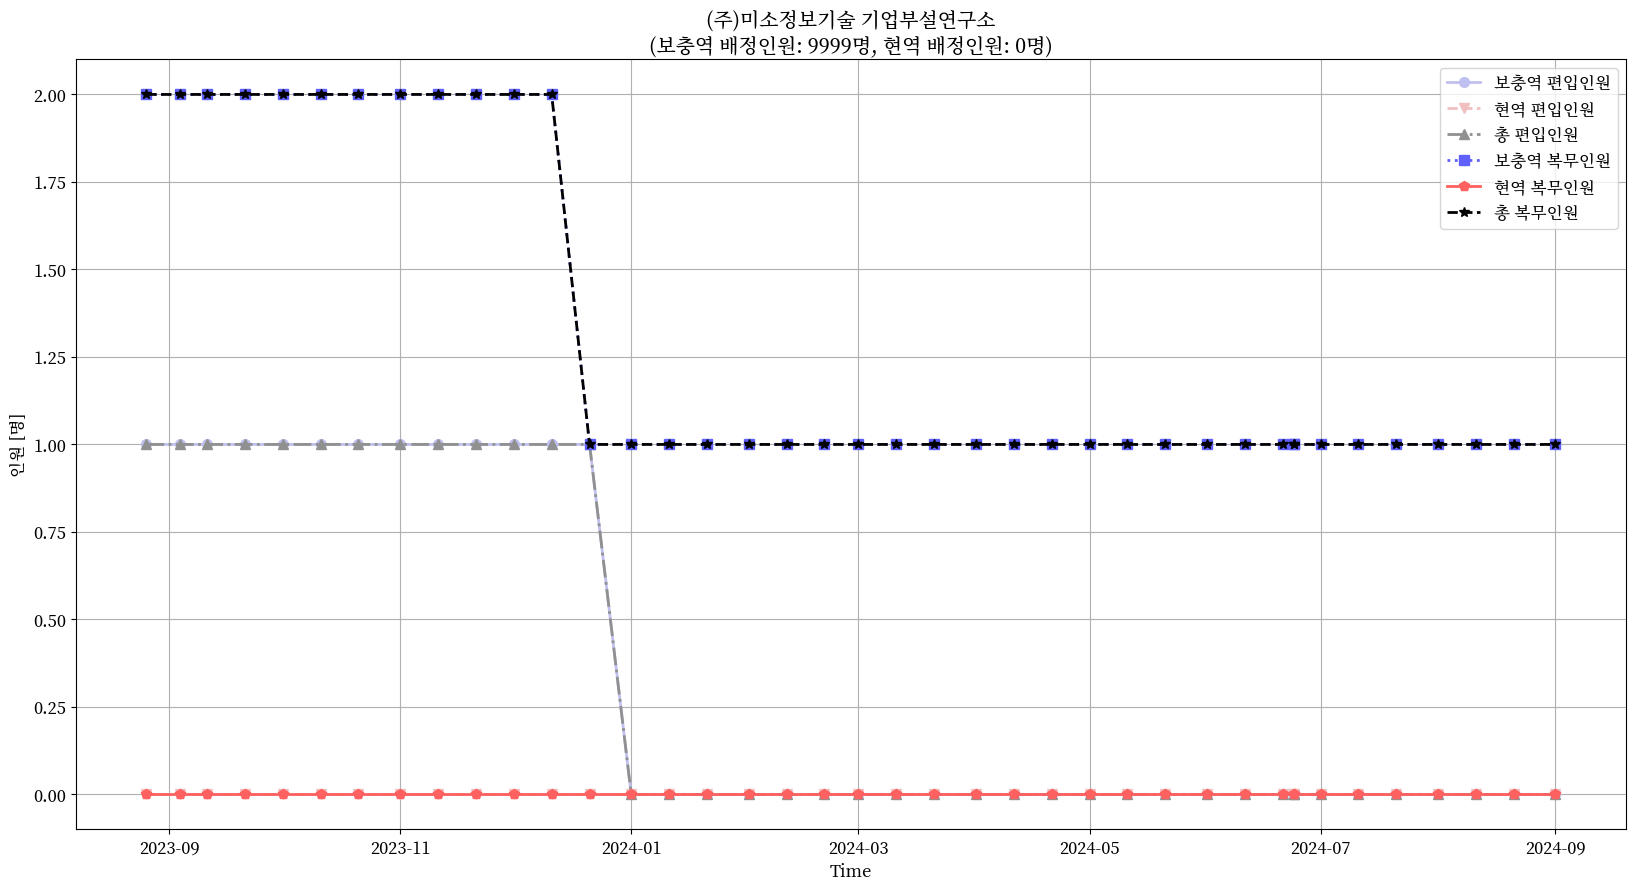 (주)미소정보기술 기업부설연구소
(보충역 배정인원: 9999명, 현역 배정인원: 0명)
보충역 편입인원
현역 편입인원
총 편입인원
보충역 복무인원
현역 복무인원
총 복무인원
인원 [명]
2.00
1.75
1.50
1.25
1.00
0.75
0.50
0.25
0.00
2023-09
2023-11
2024-01
2024-03
2024-05
2024-07
2024-09
Time